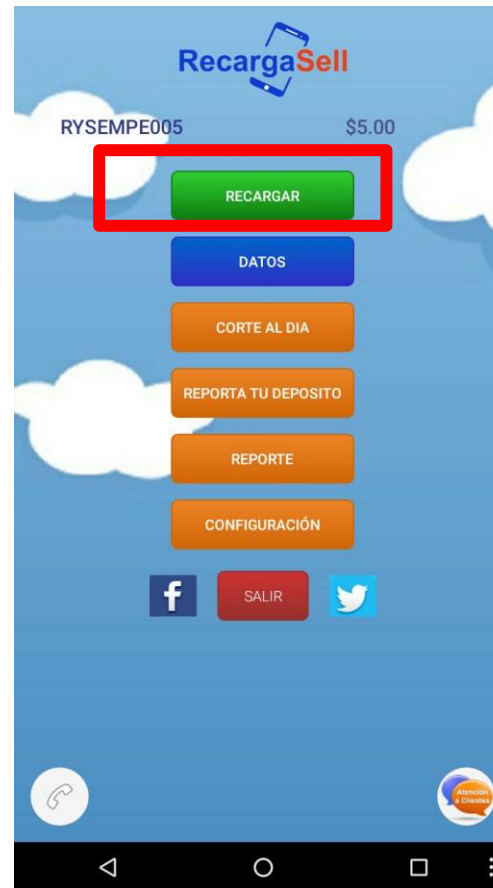 RecargaSell
RYSEMPE005 $5.00
RECARGAR
DATOS
CORTE AL DIA
REPORTA TU DEPOSITO
REPORTE
CONFIGURACIÓN
f SALIR
Atención
a Clientes